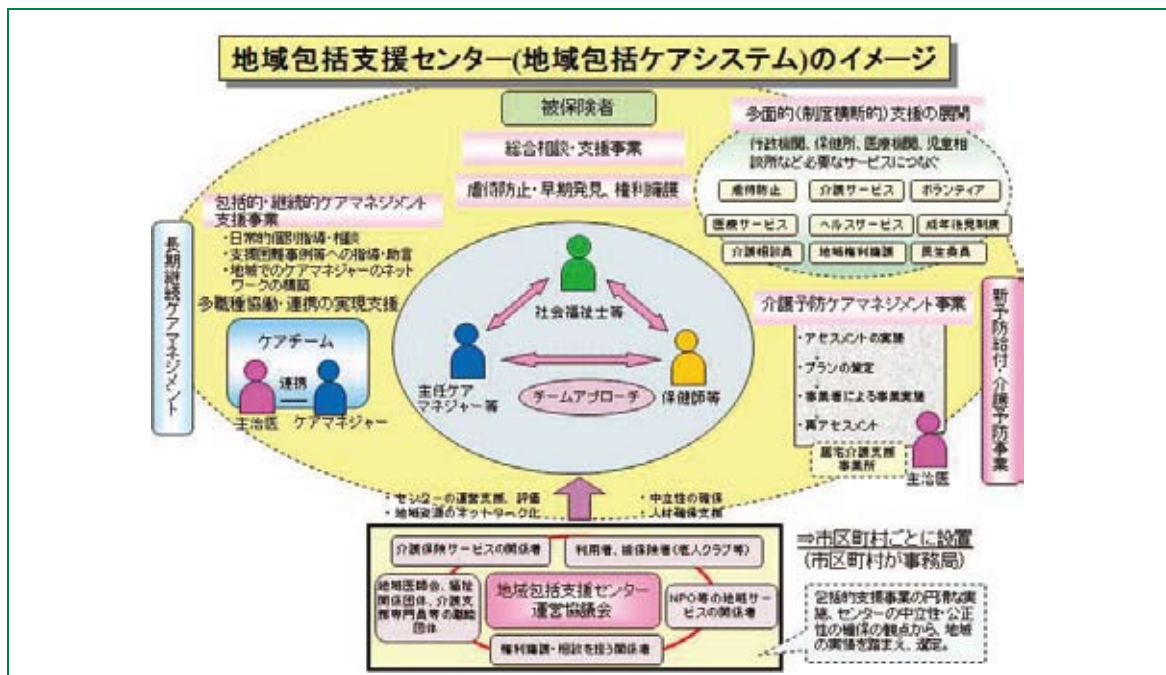 地域包括支援センター(地域包括ケアシステム)のイメージ
被保険者
総合相談・支援事業
虐待防止・早期発見、権利擁護
多面的(制度横断的)支援の展開
行政機関、保健所、医療機関、児童相
談所など必要なサービスにつなぐ
虐待防止
介護サービス
ボランティア
医療サービス
ヘルスサービス
成年後見制度
介護相談員
地域権利擁護
民生委員
包括的・継続的ケアマネジメント
支援事業
・日常的個別指導・相談
・支援困難事例等への指導・助言
・地域でのケアマネジャーのネット
ワークの構築
多職種協働・連携の実現支援
長期継続ケアマネジメント
ケアチーム
連携
主治医
ケアマネジャー
社会福祉士等
主任ケア
マネジャー等
チームアプローチ
保健師等
介護予防ケアマネジメント事業
・アセスメントの実施
↓
・プランの策定
↓
・事業者による事業実施
↓
・再アセスメント
居宅介護支援
事業所
主治医
新予防給付・介護予防事業
・センターの運営支援、評価
・地域資源のネットワーク化
・中立性の確保
・人材確保支援
介護保険サービスの関係者
利用者、被保険者(老人クラブ等)
地域医師会、福祉
関係団体、介護支
援専門員等の職能
団体
地域包括支援センター
運営協議会
NPO等の地域サー
ビスの関係者
権利擁護・相談を担う関係者
⇒市区町村ごとに設置
(市区町村が事務局)
包括的支援事業の円滑な実
施、センターの中立性・公正
性の確保の観点から、地域
の実情を踏まえ、選定。